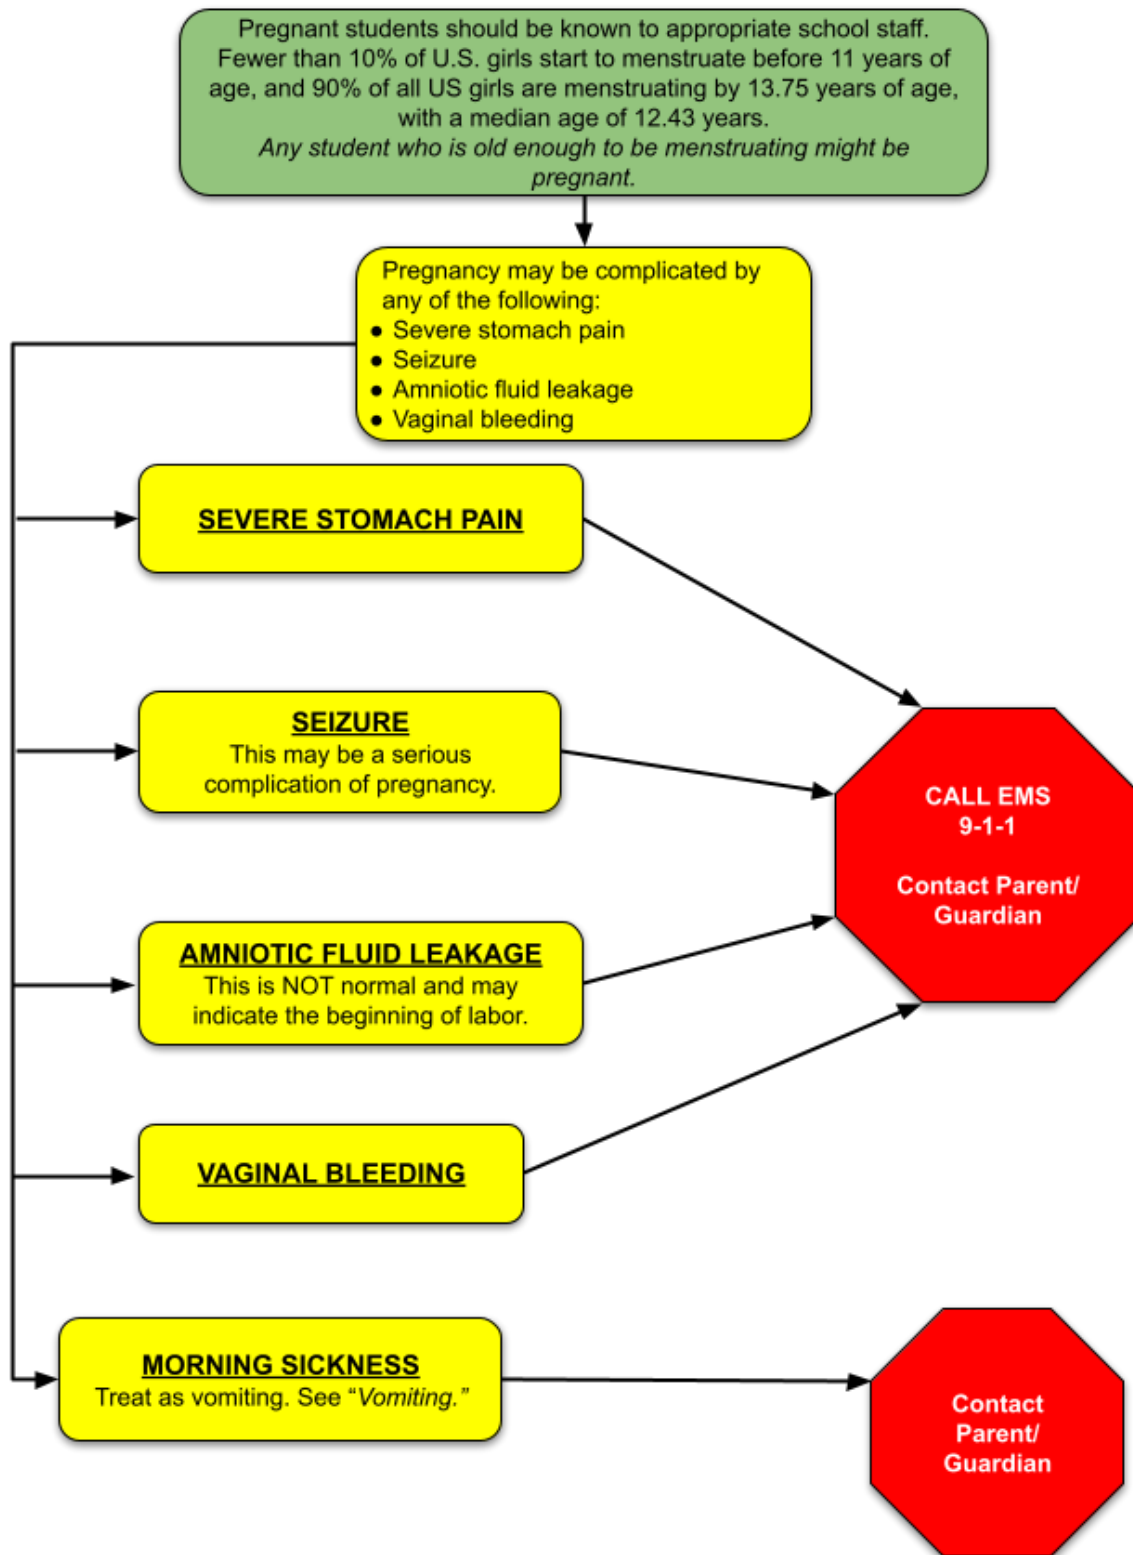 Pregnant students should be known to appropriate school staff.
Fewer than 10% of U.S. girls start to menstruate before 11 years of
age, and 90% of all US girls are menstruating by 13.75 years of age,
with a median age of 12.43 years.
Any student who is old enough to be menstruating might be
pregnant.
Pregnancy may be complicated by
any of the following:
● Severe stomach pain
● Seizure
● Amniotic fluid leakage
● Vaginal bleeding
SEVERE STOMACH PAIN
SEIZURE
This may be a serious
complication of pregnancy.
CALL EMS
9-1-1
Contact Parent/
Guardian
AMNIOTIC FLUID LEAKAGE
This is NOT normal and may
indicate the beginning of labor.
VAGINAL BLEEDING
MORNING SICKNESS
Treat as vomiting. See “Vomiting.”
Contact
Parent/
Guardian